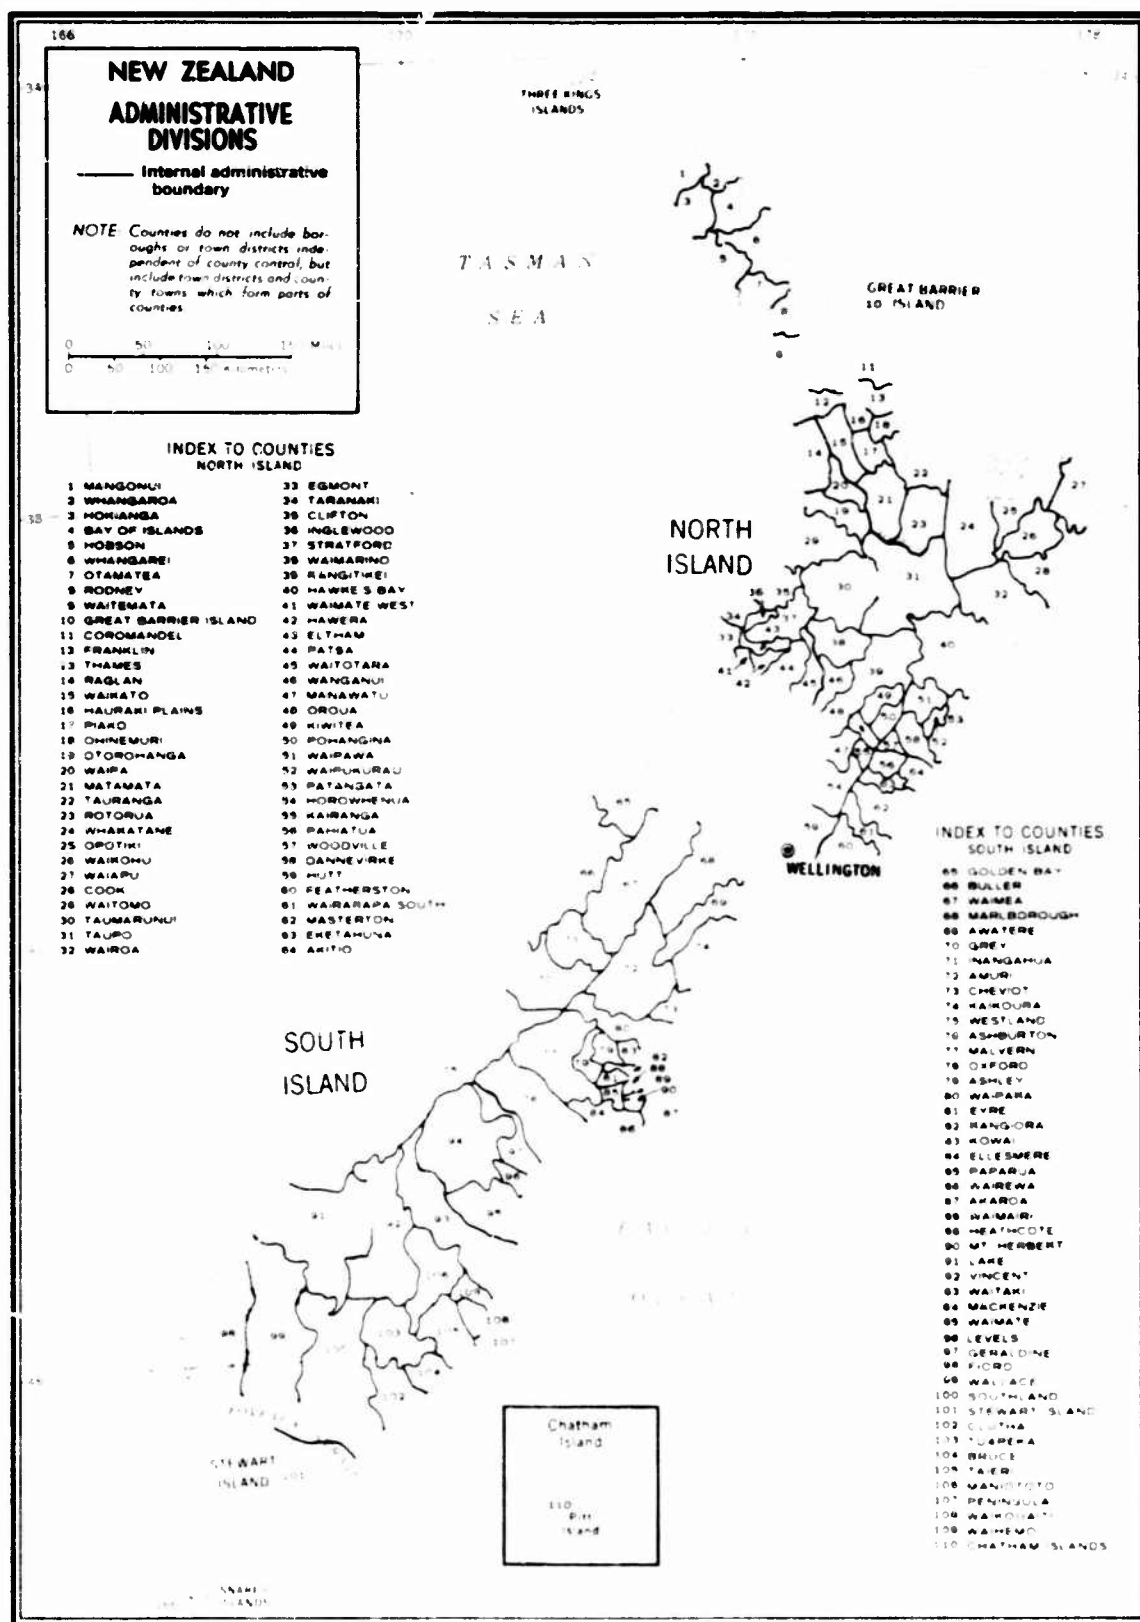 166
NEW ZEALAND
ADMINISTRATIVE
DIVISIONS
Internal administrative
boundary
NOTE: Counties do not include bor-
oughs or town districts inde-
pendent of county control, but
include town districts and coun-
ty towns which form parts of
counties
0 50 100 150 Miles
0 50 100 150 Kilometres
THREE KINGS
ISLANDS
TASMAN
SEA
GREAT BARRIER
10 ISLAND
NORTH
ISLAND
WELLINGTON
SOUTH
ISLAND
STEWART
ISLAND
Chatham
Island
110
Pitt
Island
INDEX TO COUNTIES
NORTH ISLAND
1 MANGONUI
2 WHANGAROA
3 HOKIANGA
4 BAY OF ISLANDS
5 HOBSON
6 WHANGAREI
7 OTAMATEA
8 RODNEY
9 WAITEMATA
10 GREAT BARRIER ISLAND
11 COROMANDEL
12 FRANKLIN
13 THAMES
14 RAGLAN
15 WAIKATO
16 HAURAKI PLAINS
17 PIAKO
18 OHINEMURI
19 OTOROHANGA
20 WAIPA
21 MATAMATA
22 TAURANGA
23 ROTORUA
24 WHAKATANE
25 OPOTIKI
26 WAIKOHU
27 WAIAPU
28 COOK
29 WAITOMO
30 TAUMARUNUI
31 TAUPO
32 WAIROA
33 EGMONT
34 TARANAKI
35 CLIFTON
36 INGLEWOOD
37 STRATFORD
38 WAIMARINO
39 RANGITIKEI
40 HAWKE'S BAY
41 WAIMATE WEST
42 HAWERA
43 ELTHAM
44 PATEA
45 WAITOTARA
46 WANGANUI
47 MANAWATU
48 OROUA
49 KIWITEA
50 POHANGINA
51 WAIPAWA
52 WAIPUKURAU
53 PATANGATA
54 HOROWHENUA
55 KAIRANGA
56 PAHIATUA
57 WOODVILLE
58 DANNEVIRKE
59 HUTT
60 FEATHERSTON
61 WAIRARAPA SOUTH
62 MASTERTON
63 EKETAHUNA
64 AKITIO
INDEX TO COUNTIES
SOUTH ISLAND
65 GOLDEN BAY
66 BULLER
67 WAIMEA
68 MARLBOROUGH
69 AWATERE
70 GREY
71 INANGAHUA
72 AMURI
73 CHEVIOT
74 KAIKOURA
75 WESTLAND
76 ASHBURTON
77 MALVERN
78 OXFORD
79 ASHLEY
80 WAIPARA
81 EYRE
82 RANGIORA
83 KOWAI
84 ELLESMERE
85 PAPARUA
86 WAIREWA
87 AKAROA
88 WAIMAIRI
89 HEATHCOTE
90 MT. HERBERT
91 LAKE
92 VINCENT
93 WAITAKI
94 MACKENZIE
95 WAIMATE
96 LEVELS
97 GERALDINE
98 FIORD
99 WALLACE
100 SOUTHLAND
101 STEWART ISLAND
102 CLUTHA
103 TUAPEKA
104 BRUCE
105 TAIERI
106 MANIOTOTO
107 PENINSULA
108 WAIKOUAITI
109 WAIHEMO
110 CHATHAM ISLANDS